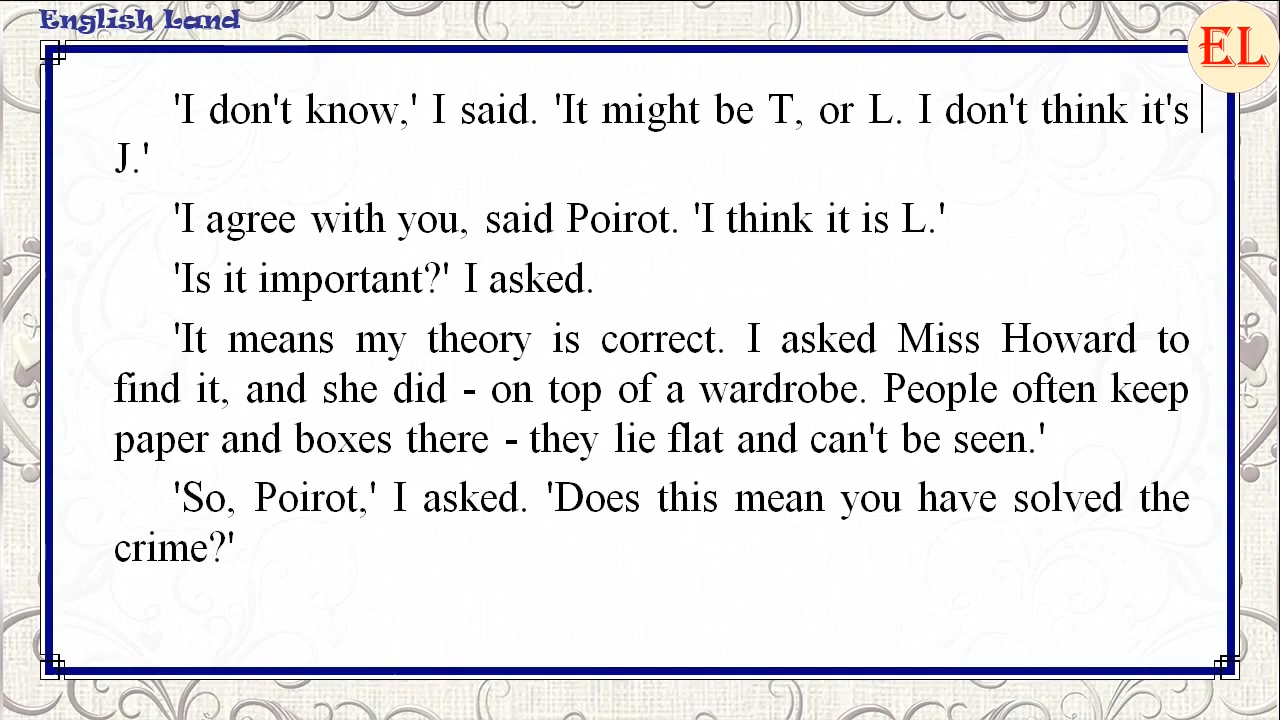 English Land
EL
'I don't know,' I said. 'It might be T, or L. I don't think it's
J.'
'I agree with you, said Poirot. 'I think it is L.'
'Is it important?' I asked.
'It means my theory is correct. I asked Miss Howard to
find it, and she did - on top of a wardrobe. People often keep
paper and boxes there - they lie flat and can't be seen.'
'So, Poirot,' I asked. 'Does this mean you have solved the
crime?'